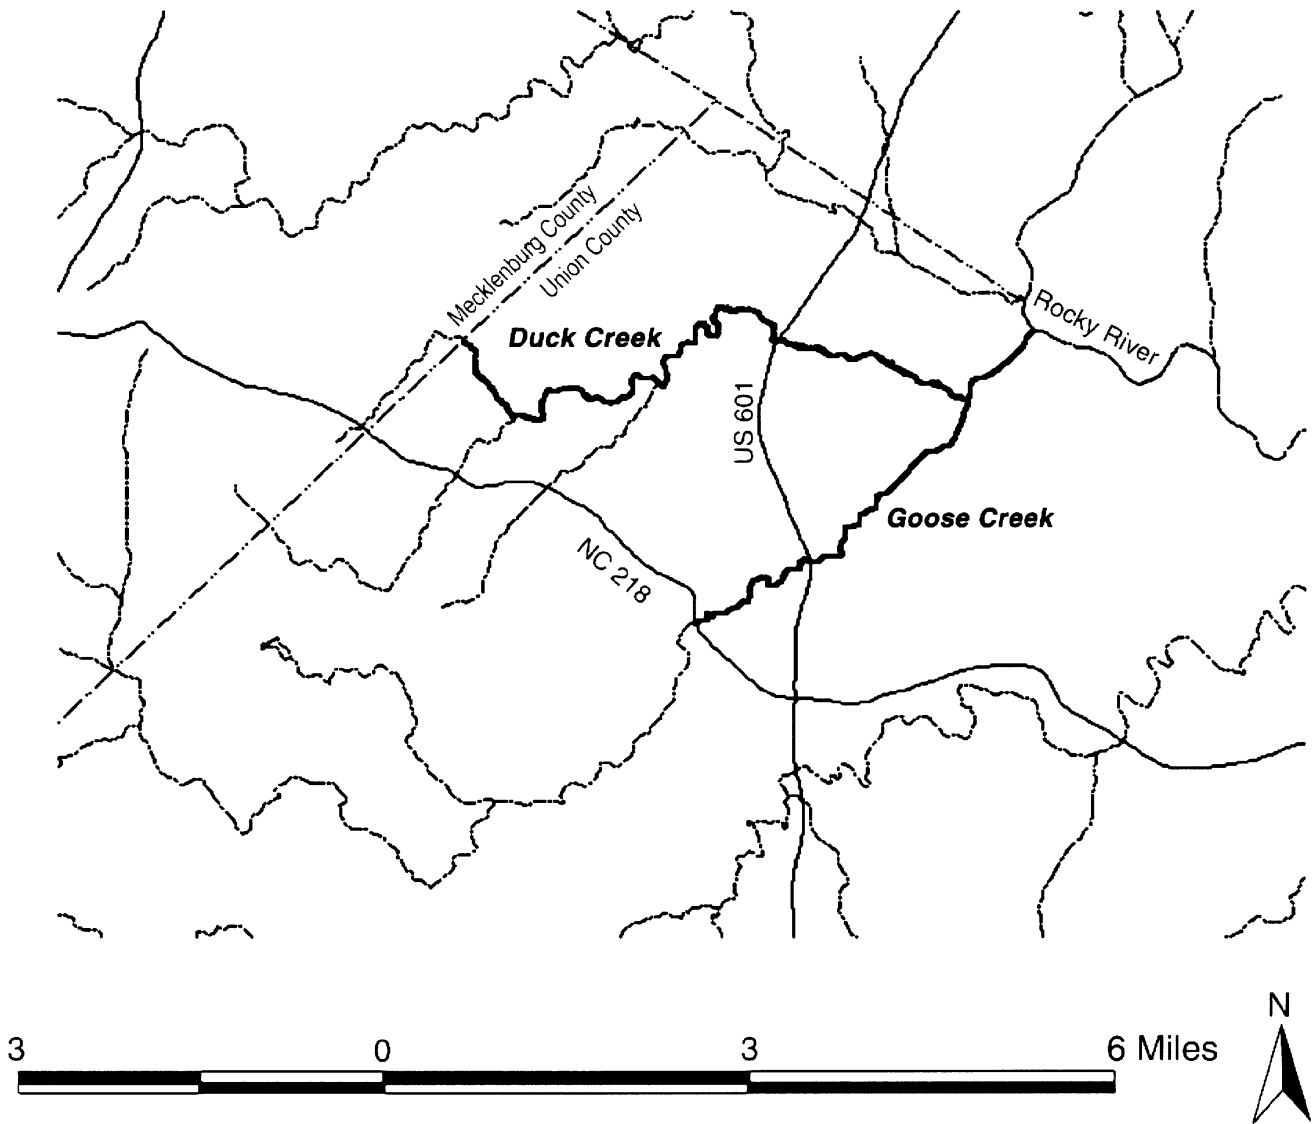 Mecklenburg County
Union County
Rocky River
Duck Creek
US 601
Goose Creek
NC 218
N
3 0 3 6 Miles